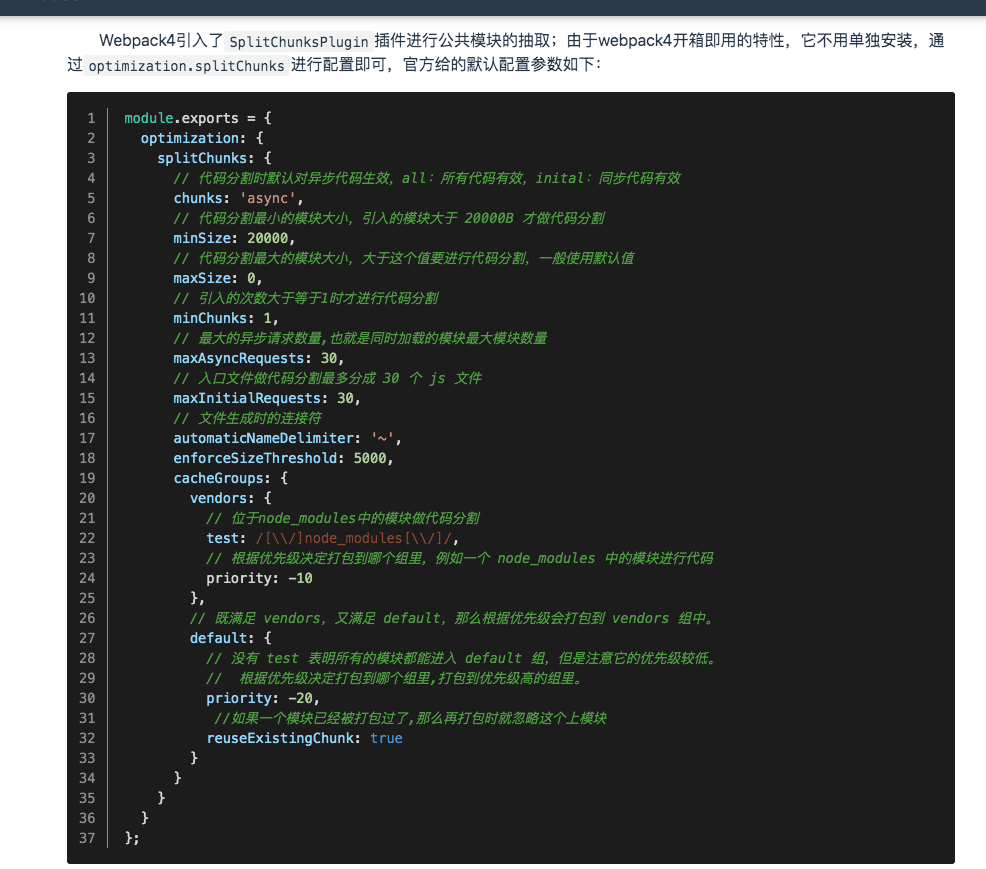 Webpack4引入了 SplitChunksPlugin 插件进行公共模块的抽取；由于webpack4开箱即用的特性，它不用单独安装，通
过 optimization.splitChunks 进行配置即可，官方给的默认配置参数如下：
1 module.exports = {
2 optimization: {
3 splitChunks: {
4 // 代码分割时默认对异步代码生效，all：所有代码有效，inital：同步代码有效
5 chunks: 'async',
6 // 代码分割最小的模块大小，引入的模块大于 20000B 才做代码分割
7 minSize: 20000,
8 // 代码分割最大的模块大小，大于这个值要进行代码分割，一般使用默认值
9 maxSize: 0,
10 // 引入的次数大于等于1时才进行代码分割
11 minChunks: 1,
12 // 最大的异步请求数量,也就是同时加载的模块最大模块数量
13 maxAsyncRequests: 30,
14 // 入口文件做代码分割最多分成 30 个 js 文件
15 maxInitialRequests: 30,
16 // 文件生成时的连接符
17 automaticNameDelimiter: '~',
18 enforceSizeThreshold: 5000,
19 cacheGroups: {
20 vendors: {
21 // 位于node_modules中的模块做代码分割
22 test: /[\\/]node_modules[\\/]/,
23 // 根据优先级决定打包到哪个组里，例如一个 node_modules 中的模块进行代码
24 priority: -10
25 },
26 // 既满足 vendors，又满足 default，那么根据优先级会打包到 vendors 组中。
27 default: {
28 // 没有 test 表明所有的模块都能进入 default 组，但是注意它的优先级较低。
29 //  根据优先级决定打包到哪个组里,打包到优先级高的组里。
30 priority: -20,
31 //如果一个模块已经被打包过了,那么再打包时就忽略这个上模块
32 reuseExistingChunk: true
33 }
34 }
35 }
36 }
37 };